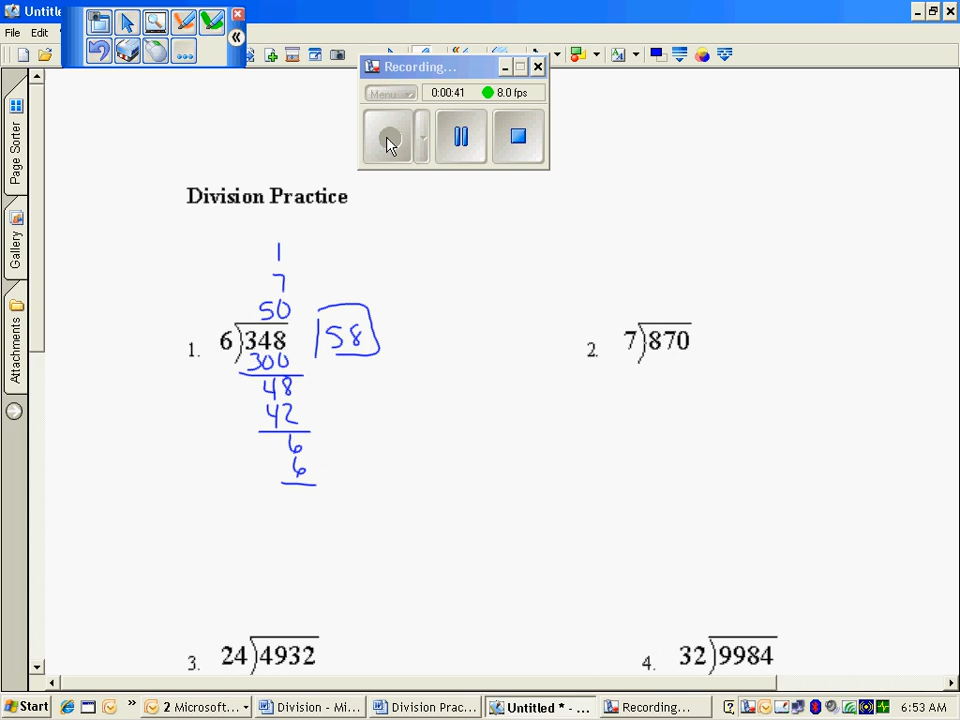 Untitle
File
Edit
Recording...
Menu
0:00:41
8.0 fps
Page Sorter
Gallery
Attachments
Division Practice
1
7
50
1. 6)348 58
300
48
42
6
6
2. 7)870
3. 24)4932
4. 32)9984
Start
2 Microsoft...
Division - Mi...
Division Prac...
Untitled * - ...
Recording...
6:53 AM